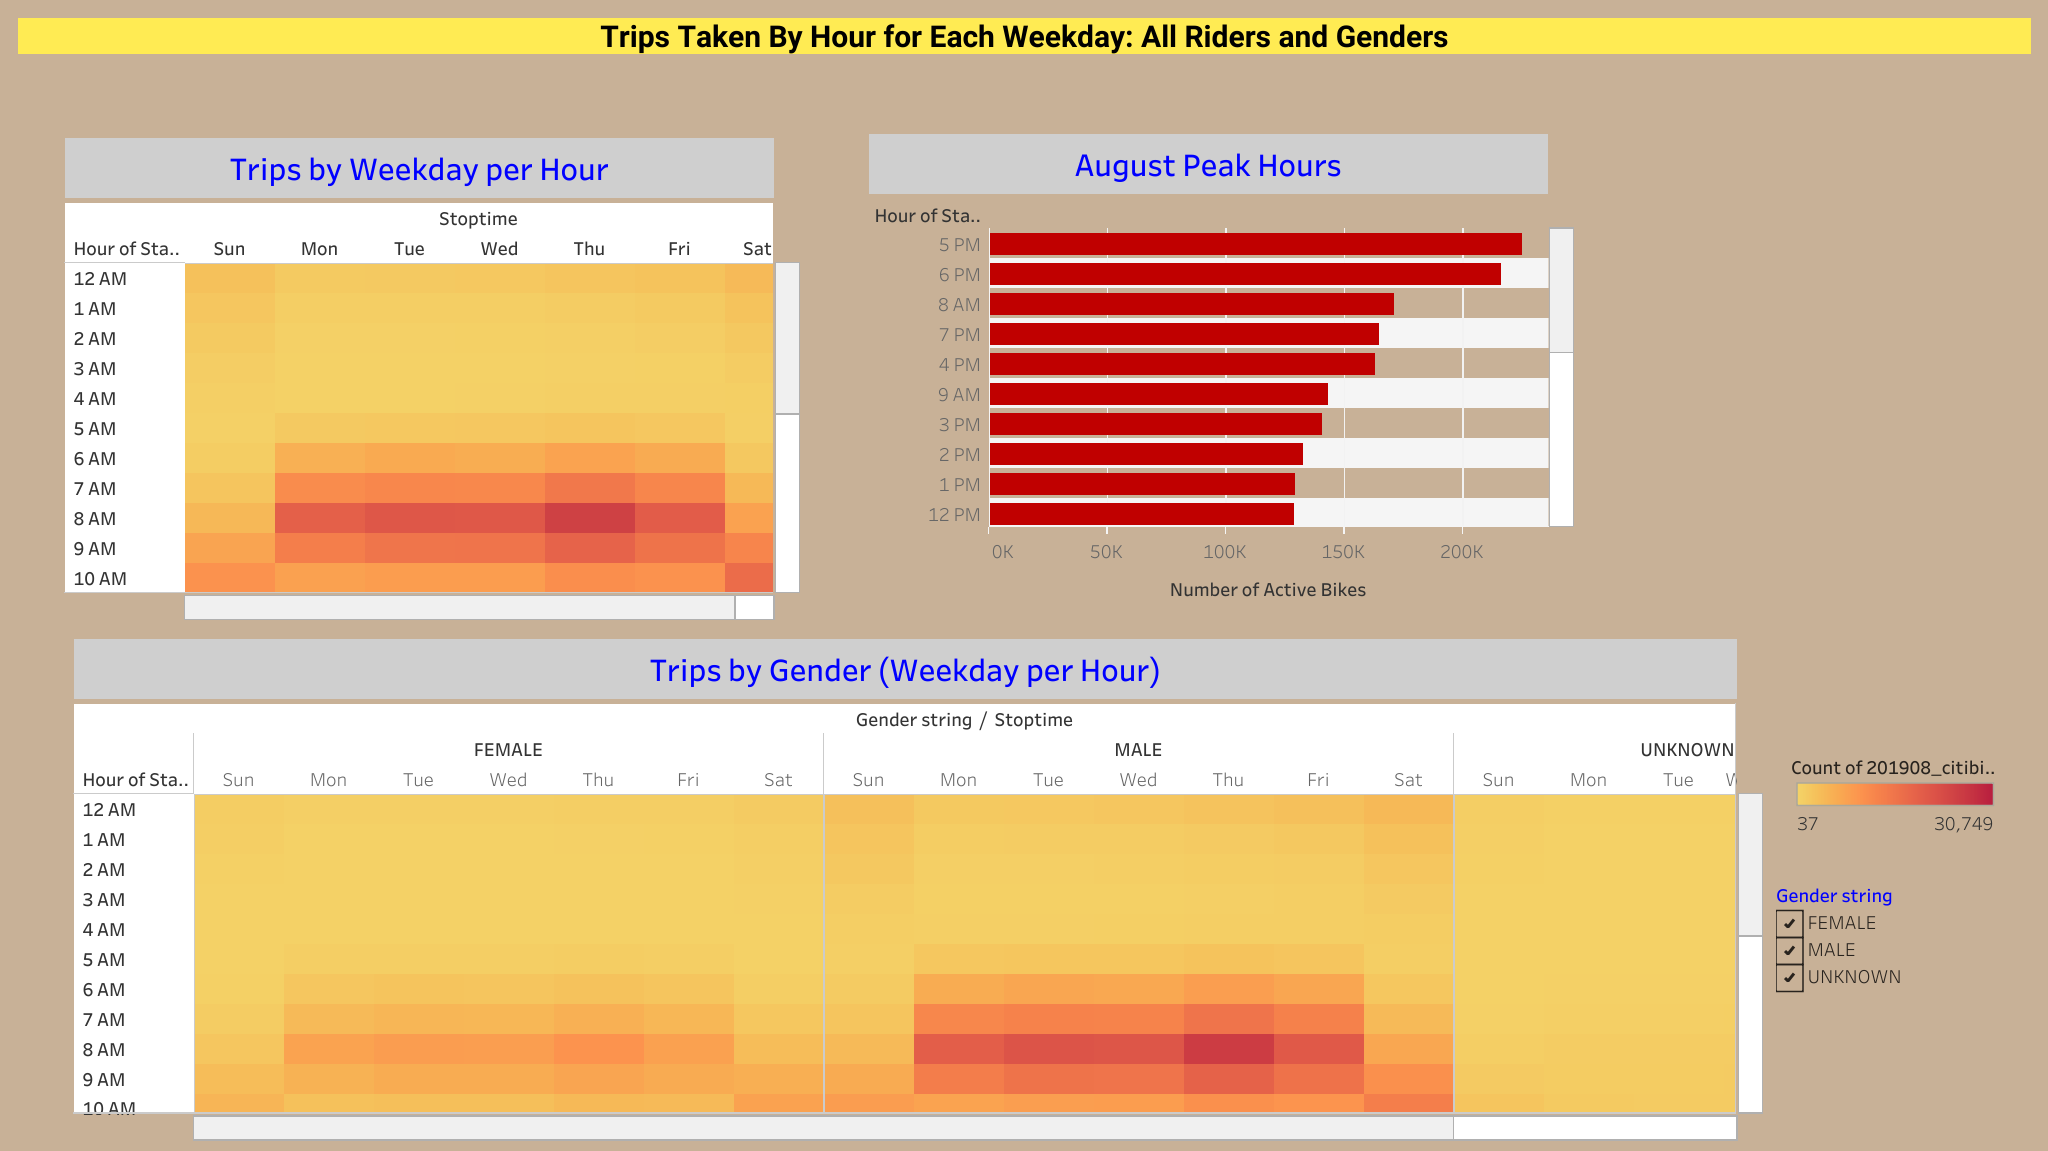 Trips Taken By Hour for Each Weekday: All Riders and Genders
Trips by Weekday per Hour
Stoptime
Hour of Sta.. Sun Mon Tue Wed Thu Fri Sat
12 AM
1 AM
2 AM
3 AM
4 AM
5 AM
6 AM
7 AM
8 AM
9 AM
10 AM
August Peak Hours
Hour of Sta..
5 PM
6 PM
8 AM
7 PM
4 PM
9 AM
3 PM
2 PM
1 PM
12 PM
0K 50K 100K 150K 200K
Number of Active Bikes
Trips by Gender (Weekday per Hour)
Gender string / Stoptime
FEMALE MALE UNKNOWN
Hour of Sta.. Sun Mon Tue Wed Thu Fri Sat Sun Mon Tue Wed Thu Fri Sat Sun Mon Tue
12 AM
1 AM
2 AM
3 AM
4 AM
5 AM
6 AM
7 AM
8 AM
9 AM
10 AM
Count of 201908_citibi..
37 30,749
Gender string
FEMALE
MALE
UNKNOWN